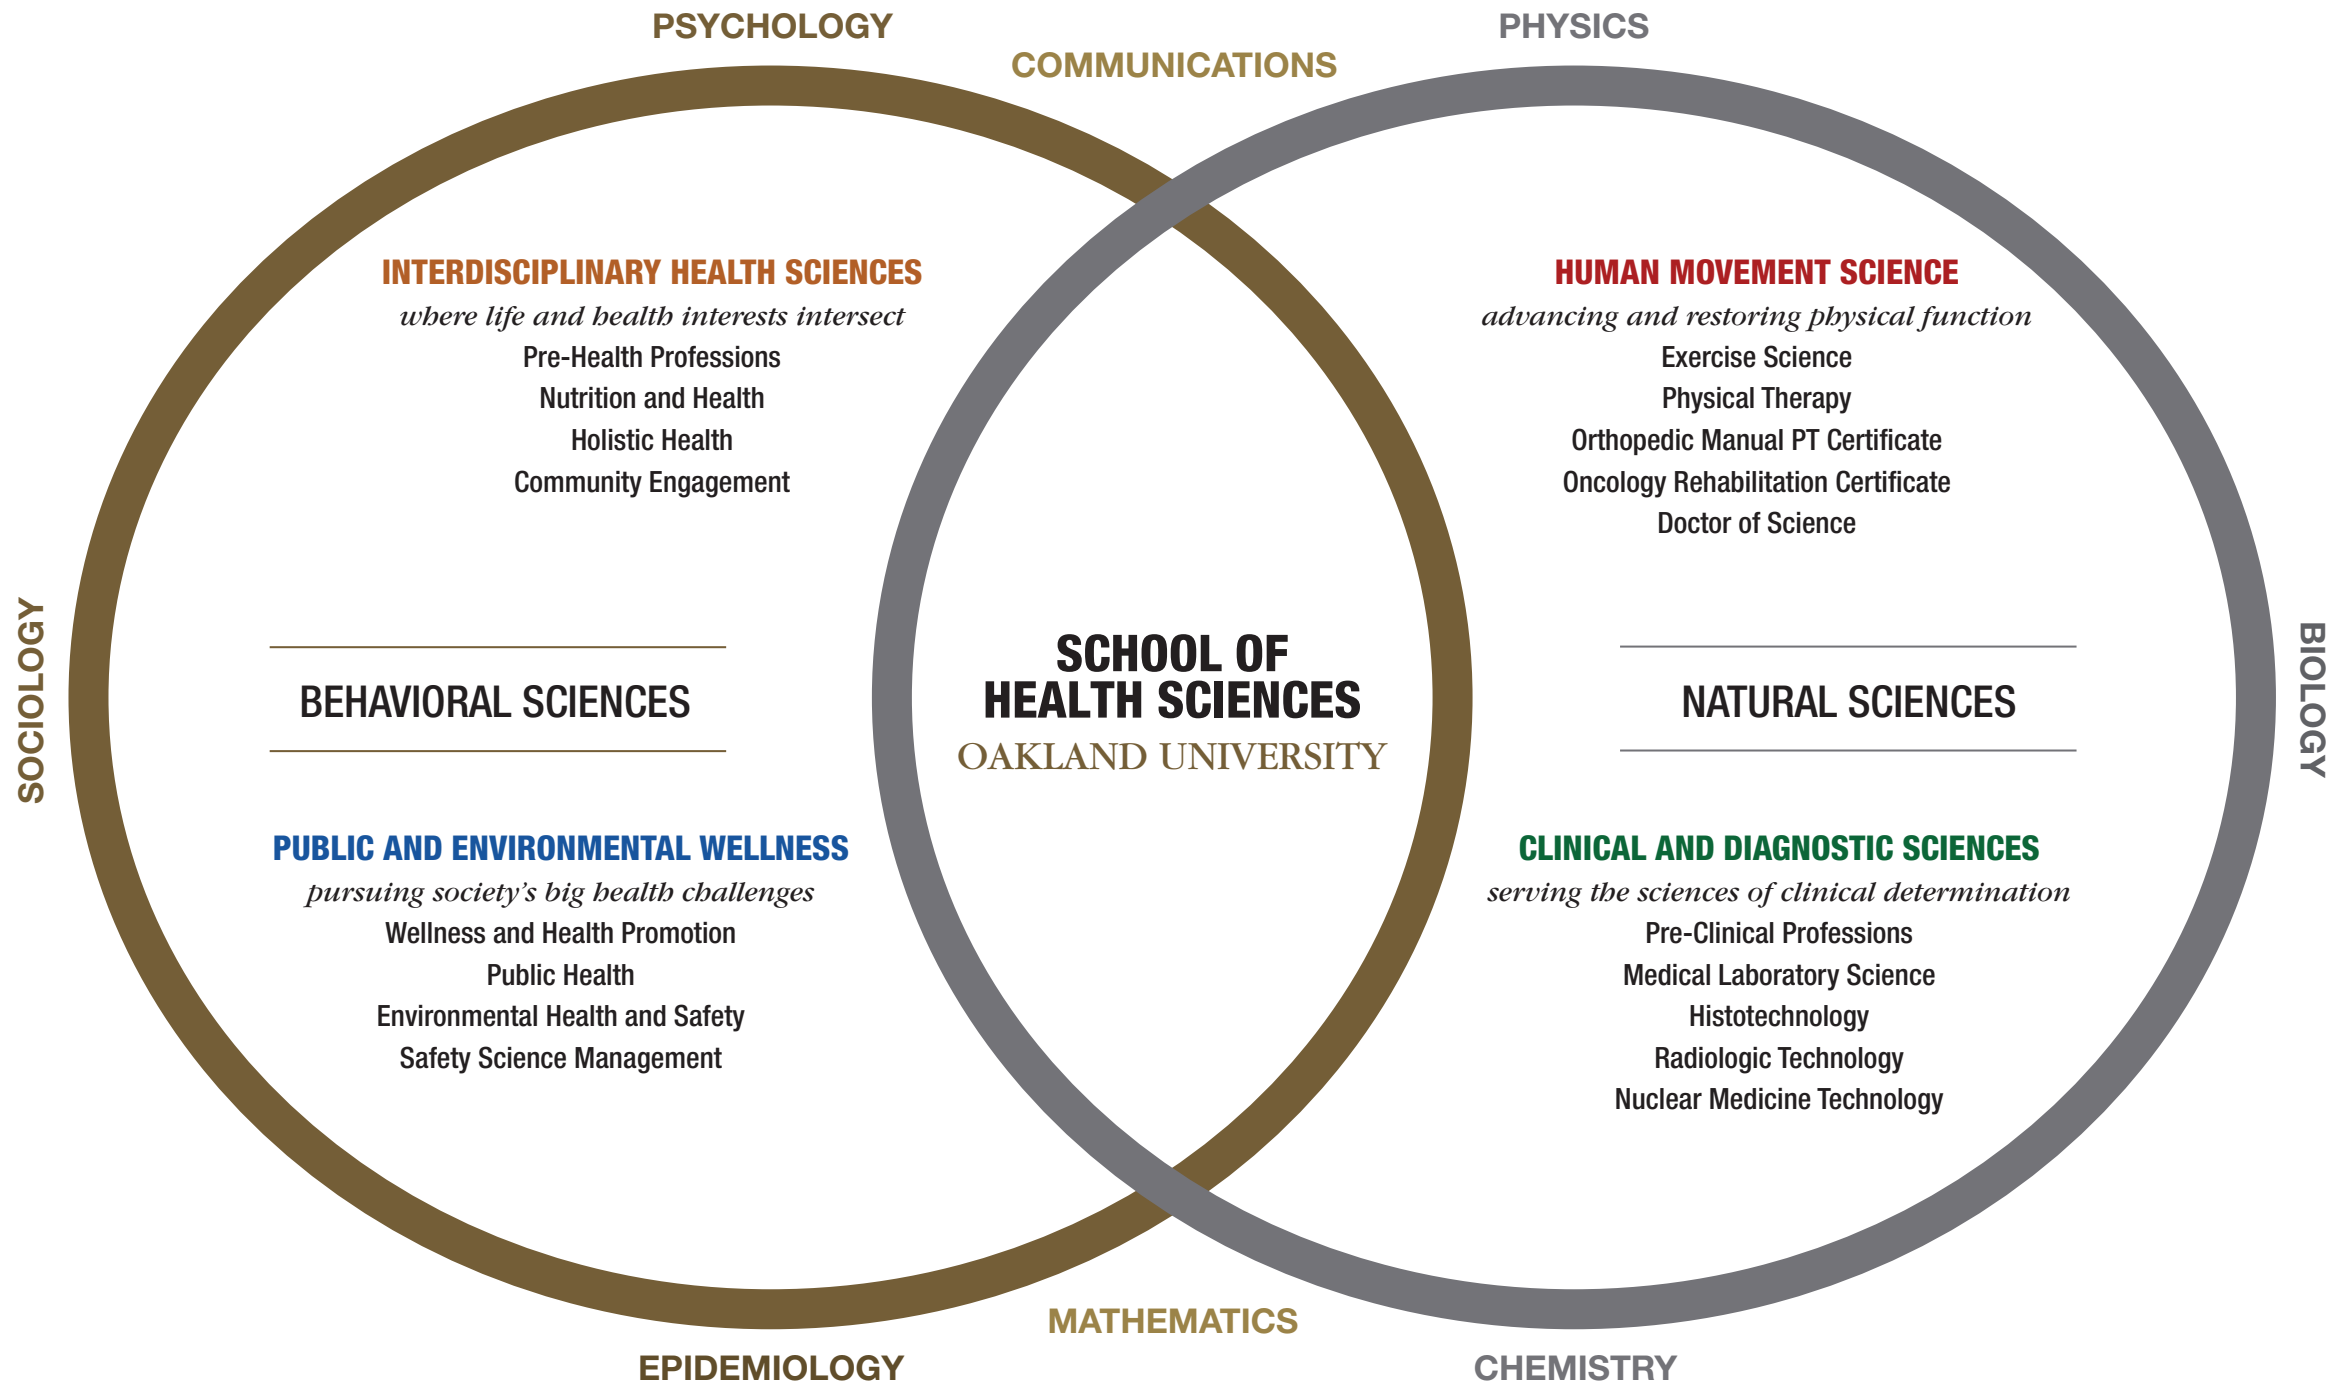 PSYCHOLOGY
PHYSICS
COMMUNICATIONS
INTERDISCIPLINARY HEALTH SCIENCES
where life and health interests intersect
Pre-Health Professions
Nutrition and Health
Holistic Health
Community Engagement
HUMAN MOVEMENT SCIENCE
advancing and restoring physical function
Exercise Science
Physical Therapy
Orthopedic Manual PT Certificate
Oncology Rehabilitation Certificate
Doctor of Science
SOCIOLOGY
BEHAVIORAL SCIENCES
SCHOOL OF
HEALTH SCIENCES
OAKLAND UNIVERSITY
NATURAL SCIENCES
BIOLOGY
PUBLIC AND ENVIRONMENTAL WELLNESS
pursuing society's big health challenges
Wellness and Health Promotion
Public Health
Environmental Health and Safety
Safety Science Management
CLINICAL AND DIAGNOSTIC SCIENCES
serving the sciences of clinical determination
Pre-Clinical Professions
Medical Laboratory Science
Histotechnology
Radiologic Technology
Nuclear Medicine Technology
MATHEMATICS
EPIDEMIOLOGY
CHEMISTRY